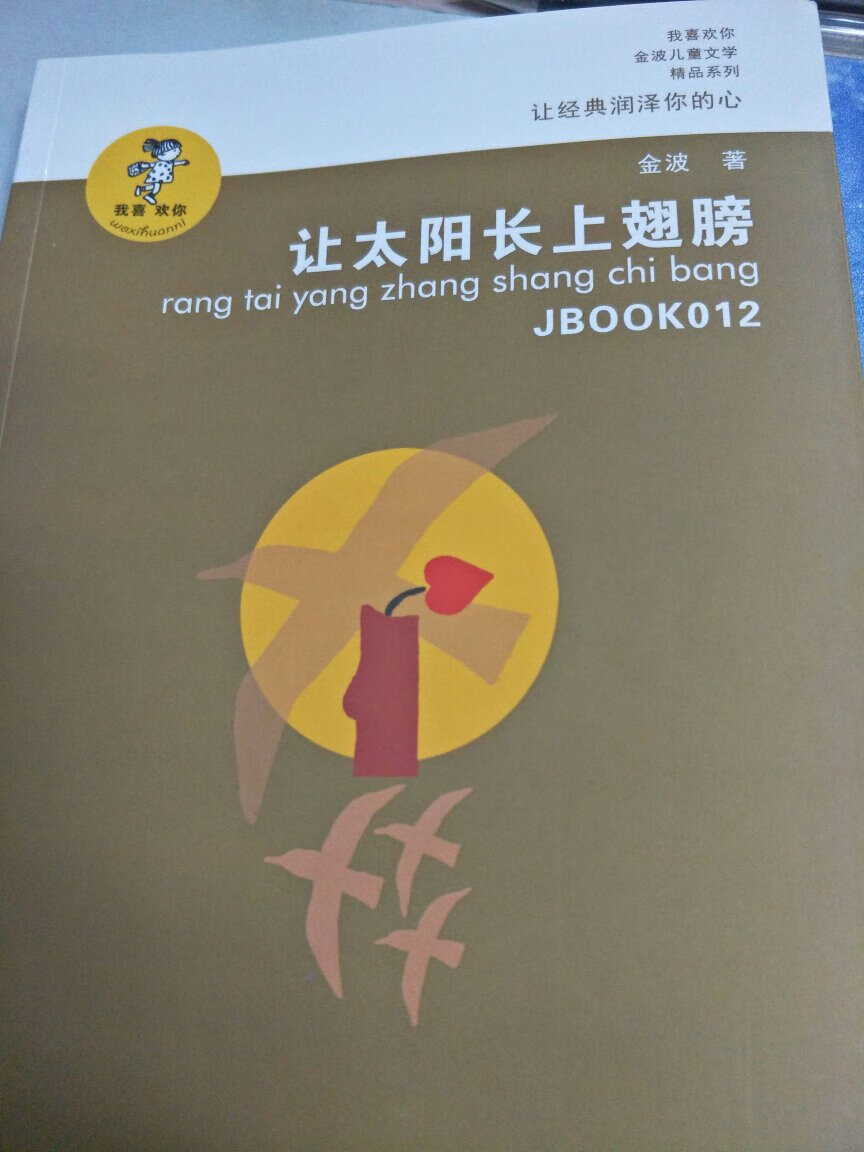 我喜欢你
金波儿童文学
精品系列
让经典润泽你的心
金波 著
我喜欢你
woxihuanni
让太阳长上翅膀
rang tai yang zhang shang chi bang
JBOOK012